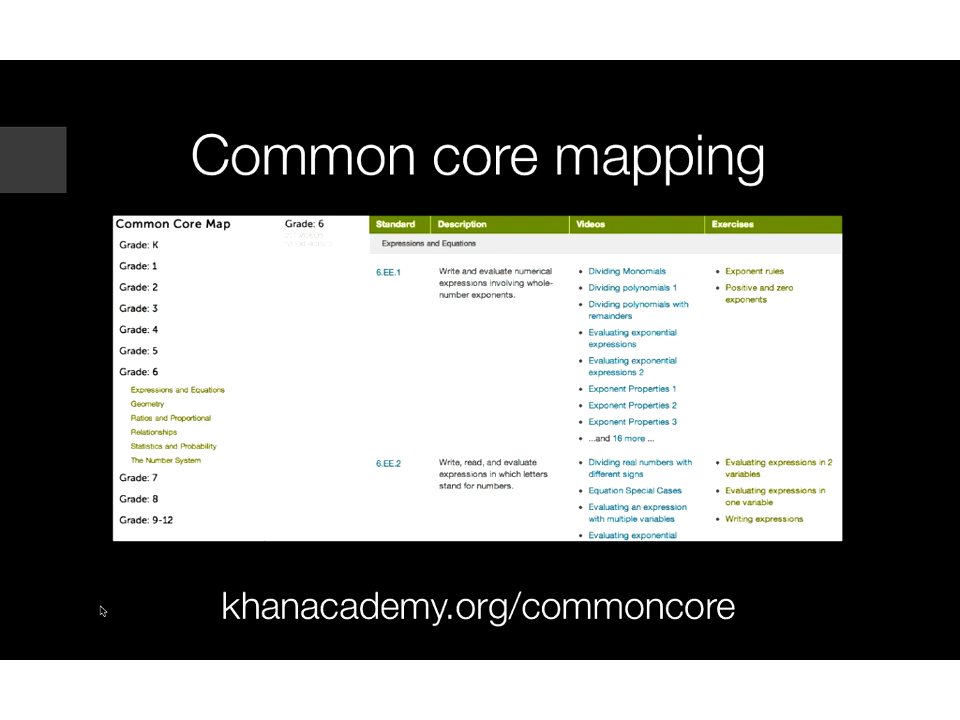 Common core mapping
Common Core Map
Grade: K
Grade: 1
Grade: 2
Grade: 3
Grade: 4
Grade: 5
Grade: 6
Expressions and Equations
Geometry
Ratios and Proportional
Relationships
Statistics and Probability
The Number System
Grade: 7
Grade: 8
Grade: 9-12
Grade: 6
Standard Description Videos Exercises
Expressions and Equations
6.EE.1
Write and evaluate numerical
expressions involving whole-
number exponents.
• Dividing Monomials
• Dividing polynomials 1
• Dividing polynomials with
remainders
• Evaluating exponential
expressions
• Evaluating exponential
expressions 2
• Exponent Properties 1
• Exponent Properties 2
• Exponent Properties 3
• ...and 16 more ...
• Exponent rules
• Positive and zero
exponents
6.EE.2
Write, read, and evaluate
expressions in which letters
stand for numbers.
• Dividing real numbers with
different signs
• Equation Special Cases
• Evaluating an expression
with multiple variables
• Evaluating exponential
• Evaluating expressions in 2
variables
• Evaluating expressions in
one variable
• Writing expressions
khanacademy.org/commoncore